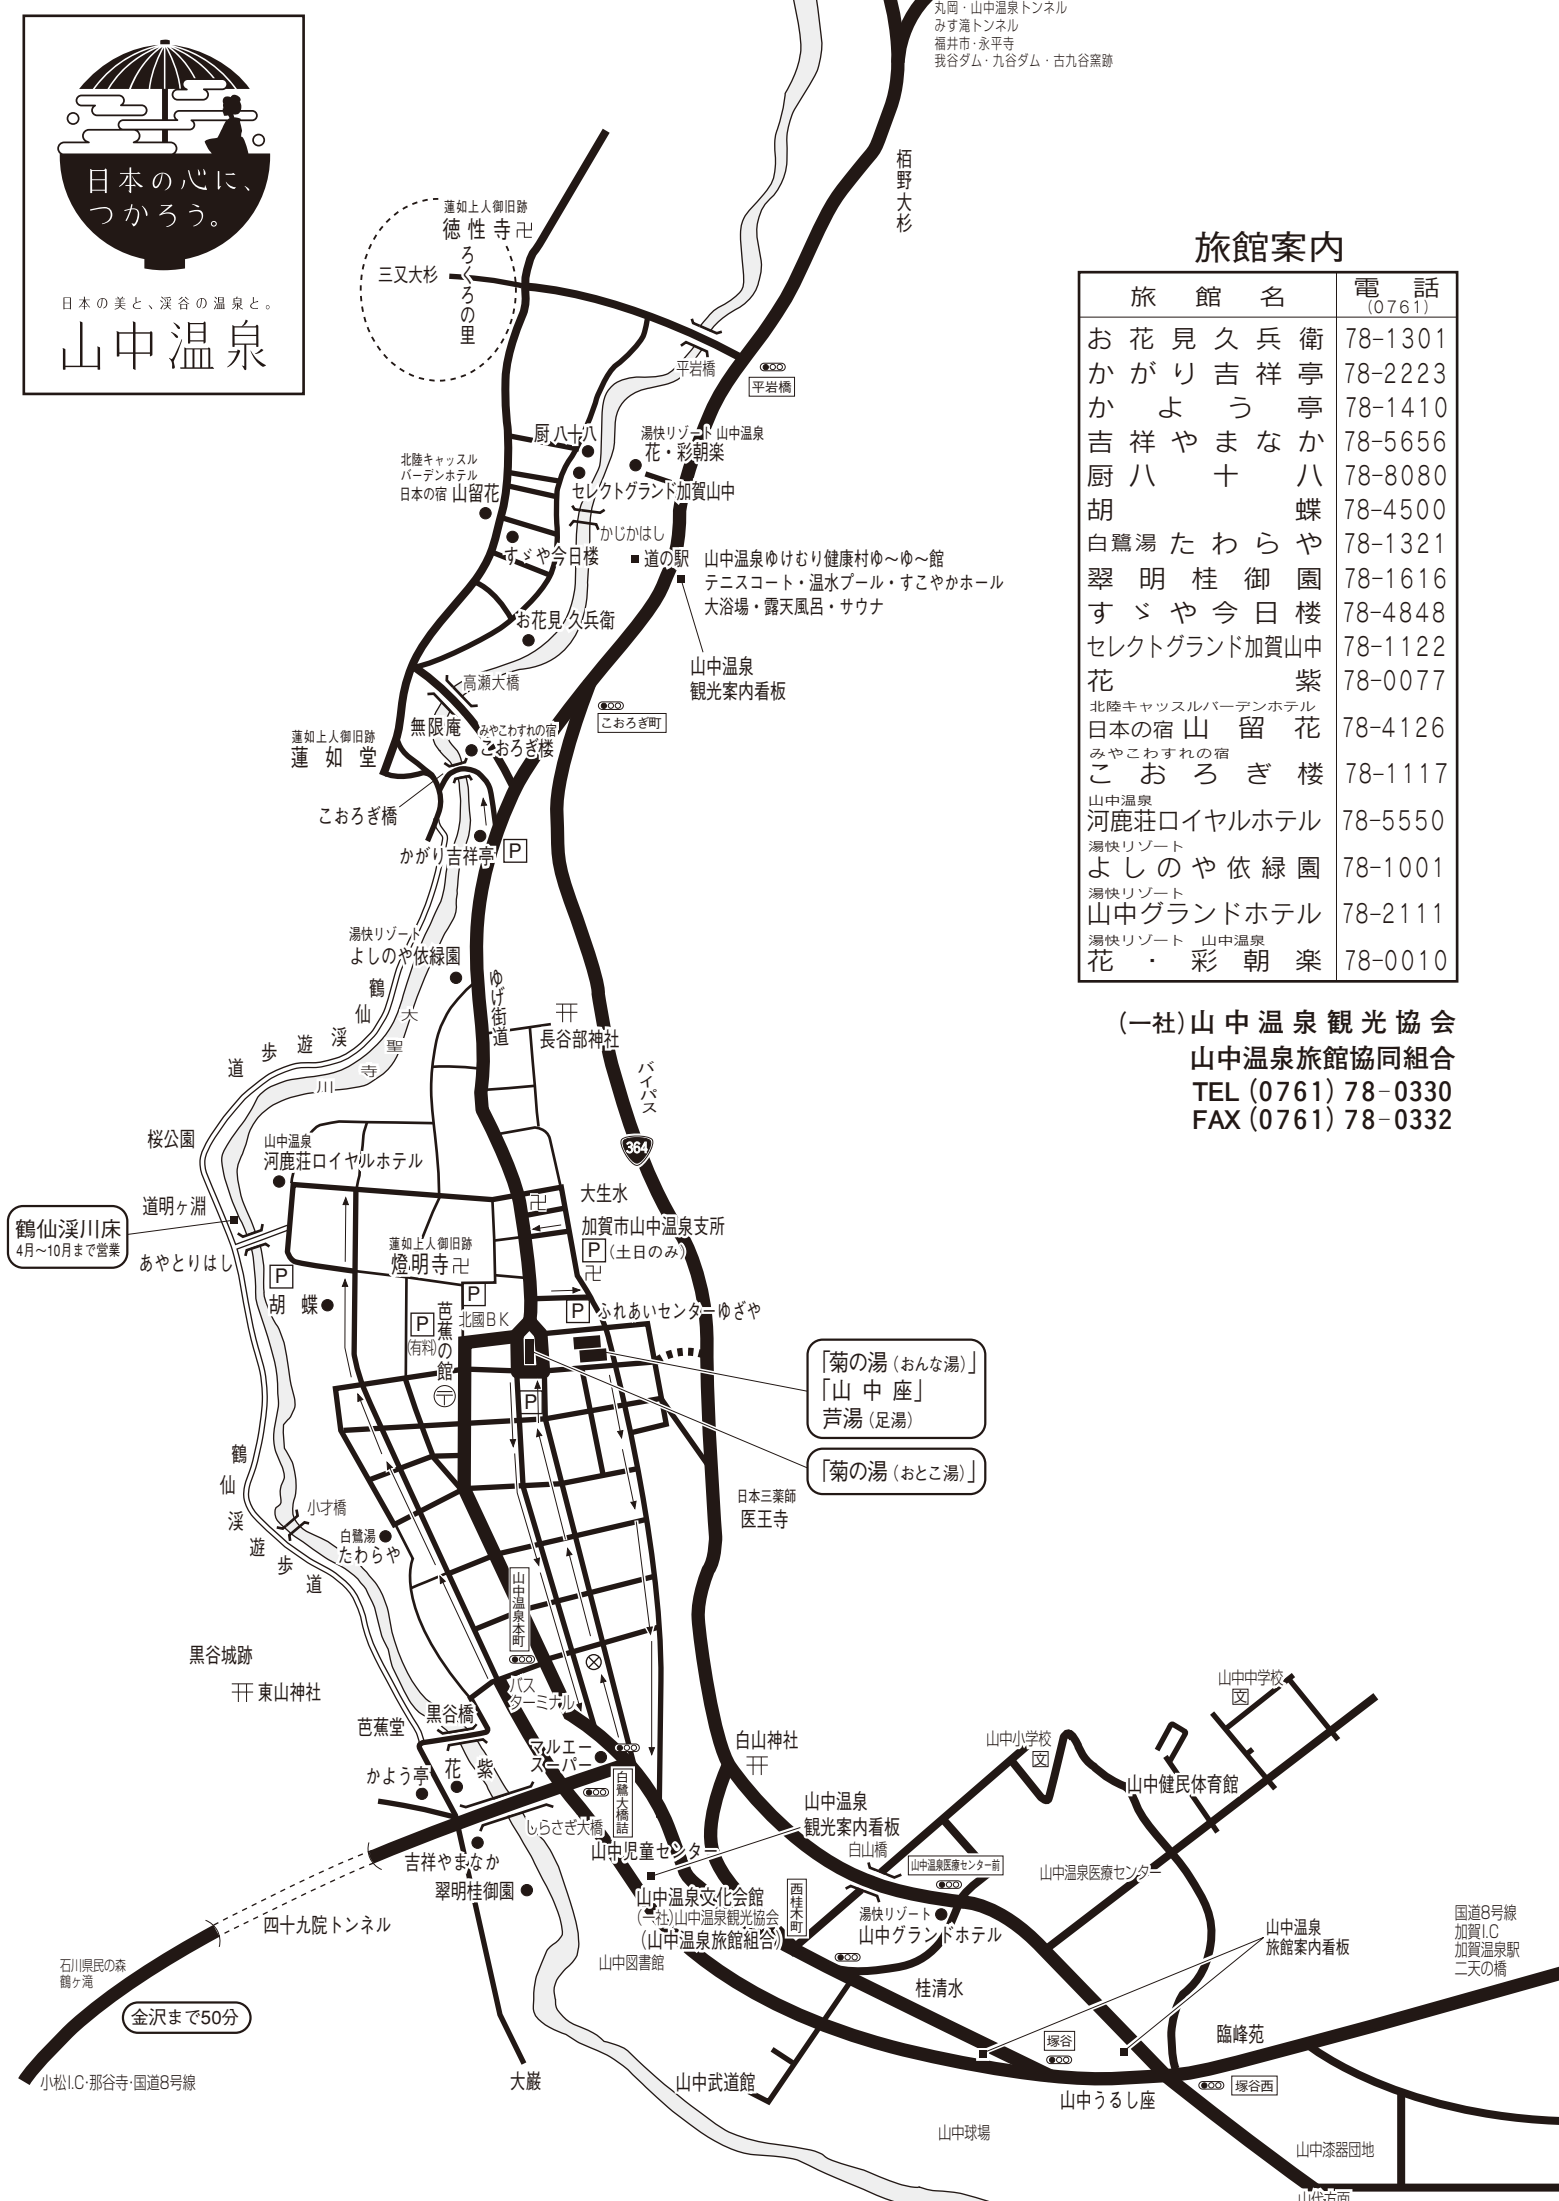 丸岡・山中温泉トンネル
みす滝トンネル
福井市・永平寺
我谷ダム・九谷ダム・古九谷窯跡
日本の心に、
つかろう。
日本の美と、渓谷の温泉と。
山中温泉
栢野大杉
蓮如上人御旧跡
徳性寺卍
ろくろの里
三又大杉
平岩橋
平岩橋
旅館案内
旅館名 電話
(0761)
お花見久兵衛 78-1301
かがり吉祥亭 78-2223
かよう亭 78-1410
吉祥やまなか 78-5656
厨八十八 78-8080
胡蝶 78-4500
白鷺湯たわらや 78-1321
翠明桂御園 78-1616
すゞや今日楼 78-4848
セレクトグランド加賀山中 78-1122
花紫 78-0077
北陸キャッスルバーデンホテル
日本の宿 山留花 78-4126
みやこわすれの宿
こおろぎ楼 78-1117
山中温泉
河鹿荘ロイヤルホテル 78-5550
湯快リゾート
よしのや依緑園 78-1001
湯快リゾート
山中グランドホテル 78-2111
湯快リゾート 山中温泉
花・彩朝楽 78-0010
(一社)山中温泉観光協会
山中温泉旅館協同組合
TEL (0761) 78-0330
FAX (0761) 78-0332
厨八十八
湯快リゾート 山中温泉
花・彩朝楽
北陸キャッスル
バーデンホテル
日本の宿 山留花
セレクトグランド加賀山中
かじかはし
すゞや今日楼
道の駅 山中温泉ゆけむり健康村ゆ〜ゆ〜館
テニスコート・温水プール・すこやかホール
大浴場・露天風呂・サウナ
お花見久兵衛
山中温泉
観光案内看板
高瀬大橋
こおろぎ町
無限庵
みやこわすれの宿
こおろぎ楼
蓮如上人御旧跡
蓮如堂
こおろぎ橋
かがり吉祥亭
P
湯快リゾート
よしのや依緑園
ゆげ街道
鶴仙渓遊歩道
大聖寺川
长谷部神社
バイパス
364
桜公園
山中温泉
河鹿荘ロイヤルホテル
道明ヶ淵
鶴仙渓川床
4月〜10月まで営業
あやとりはし
卍
大生水
加賀市山中温泉支所
P (土日のみ)
卍
蓮如上人御旧跡
燈明寺卍
P
胡蝶
P
北國BK
P
(有料)
芭蕉の館
〒
P
ふれあいセンターゆざや
P
「菊の湯(おんな湯)」
「山中座」
芦湯(足湯)
「菊の湯(おとこ湯)」
鶴仙渓遊歩道
小才橋
白鷺湯
たわらや
日本三薬師
医王寺
山中温泉本町
黒谷城跡
東山神社
バス
ターミナル
芭蕉堂
黒谷橋
マルエー
スーパー
かよう亭
花紫
白鷺大橋詰
しらさぎ大橋
吉祥やまなか
翠明桂御園
四十九院トンネル
石川県民の森
鶴ヶ滝
金沢まで50分
小松I.C・那谷寺・国道8号線
大巌
白山神社
山中温泉
観光案内看板
山中児童センター
白山橋
山中温泉医療センター前
山中温泉文化会館
(一社)山中温泉観光協会
(山中温泉旅館組合)
山中図書館
西桂木町
湯快リゾート
山中グランドホテル
山中小学校
文
山中中学校
文
山中健民体育館
山中温泉医療センター
国道8号線
加賀I.C
加賀温泉駅
二天の橋
山中温泉
旅館案内看板
桂清水
塚谷
臨峰苑
山中武道館
山中うるし座
塚谷西
山中球場
山中漆器団地
山代方面